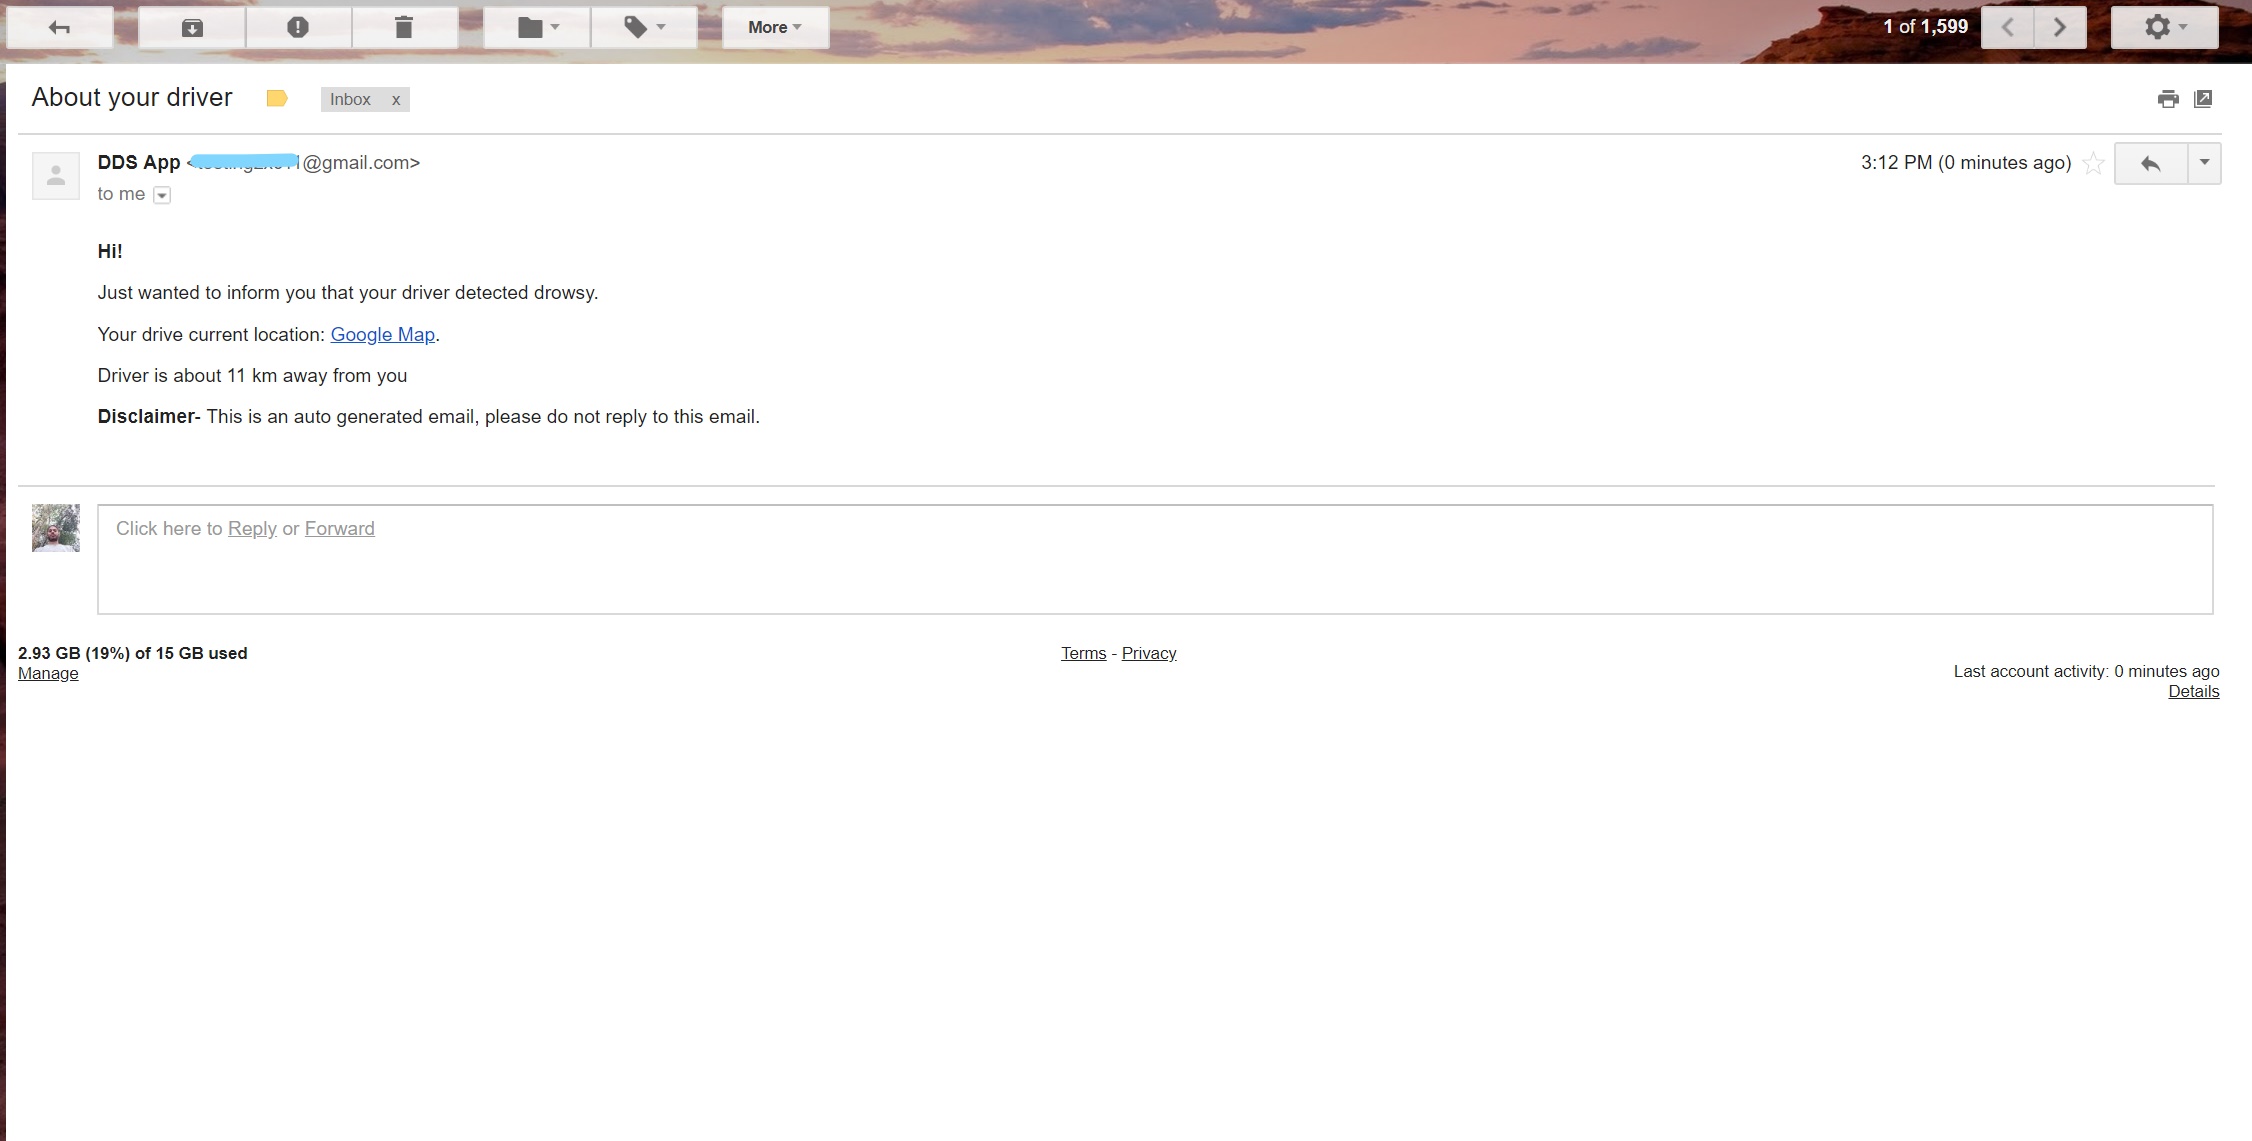 More
1 of 1,599
About your driver
Inbox x
DDS App @gmail.com>
3:12 PM (0 minutes ago)
to me
Hi!
Just wanted to inform you that your driver detected drowsy.
Your drive current location: Google Map.
Driver is about 11 km away from you
Disclaimer- This is an auto generated email, please do not reply to this email.
Click here to Reply or Forward
2.93 GB (19%) of 15 GB used
Manage
Terms - Privacy
Last account activity: 0 minutes ago
Details